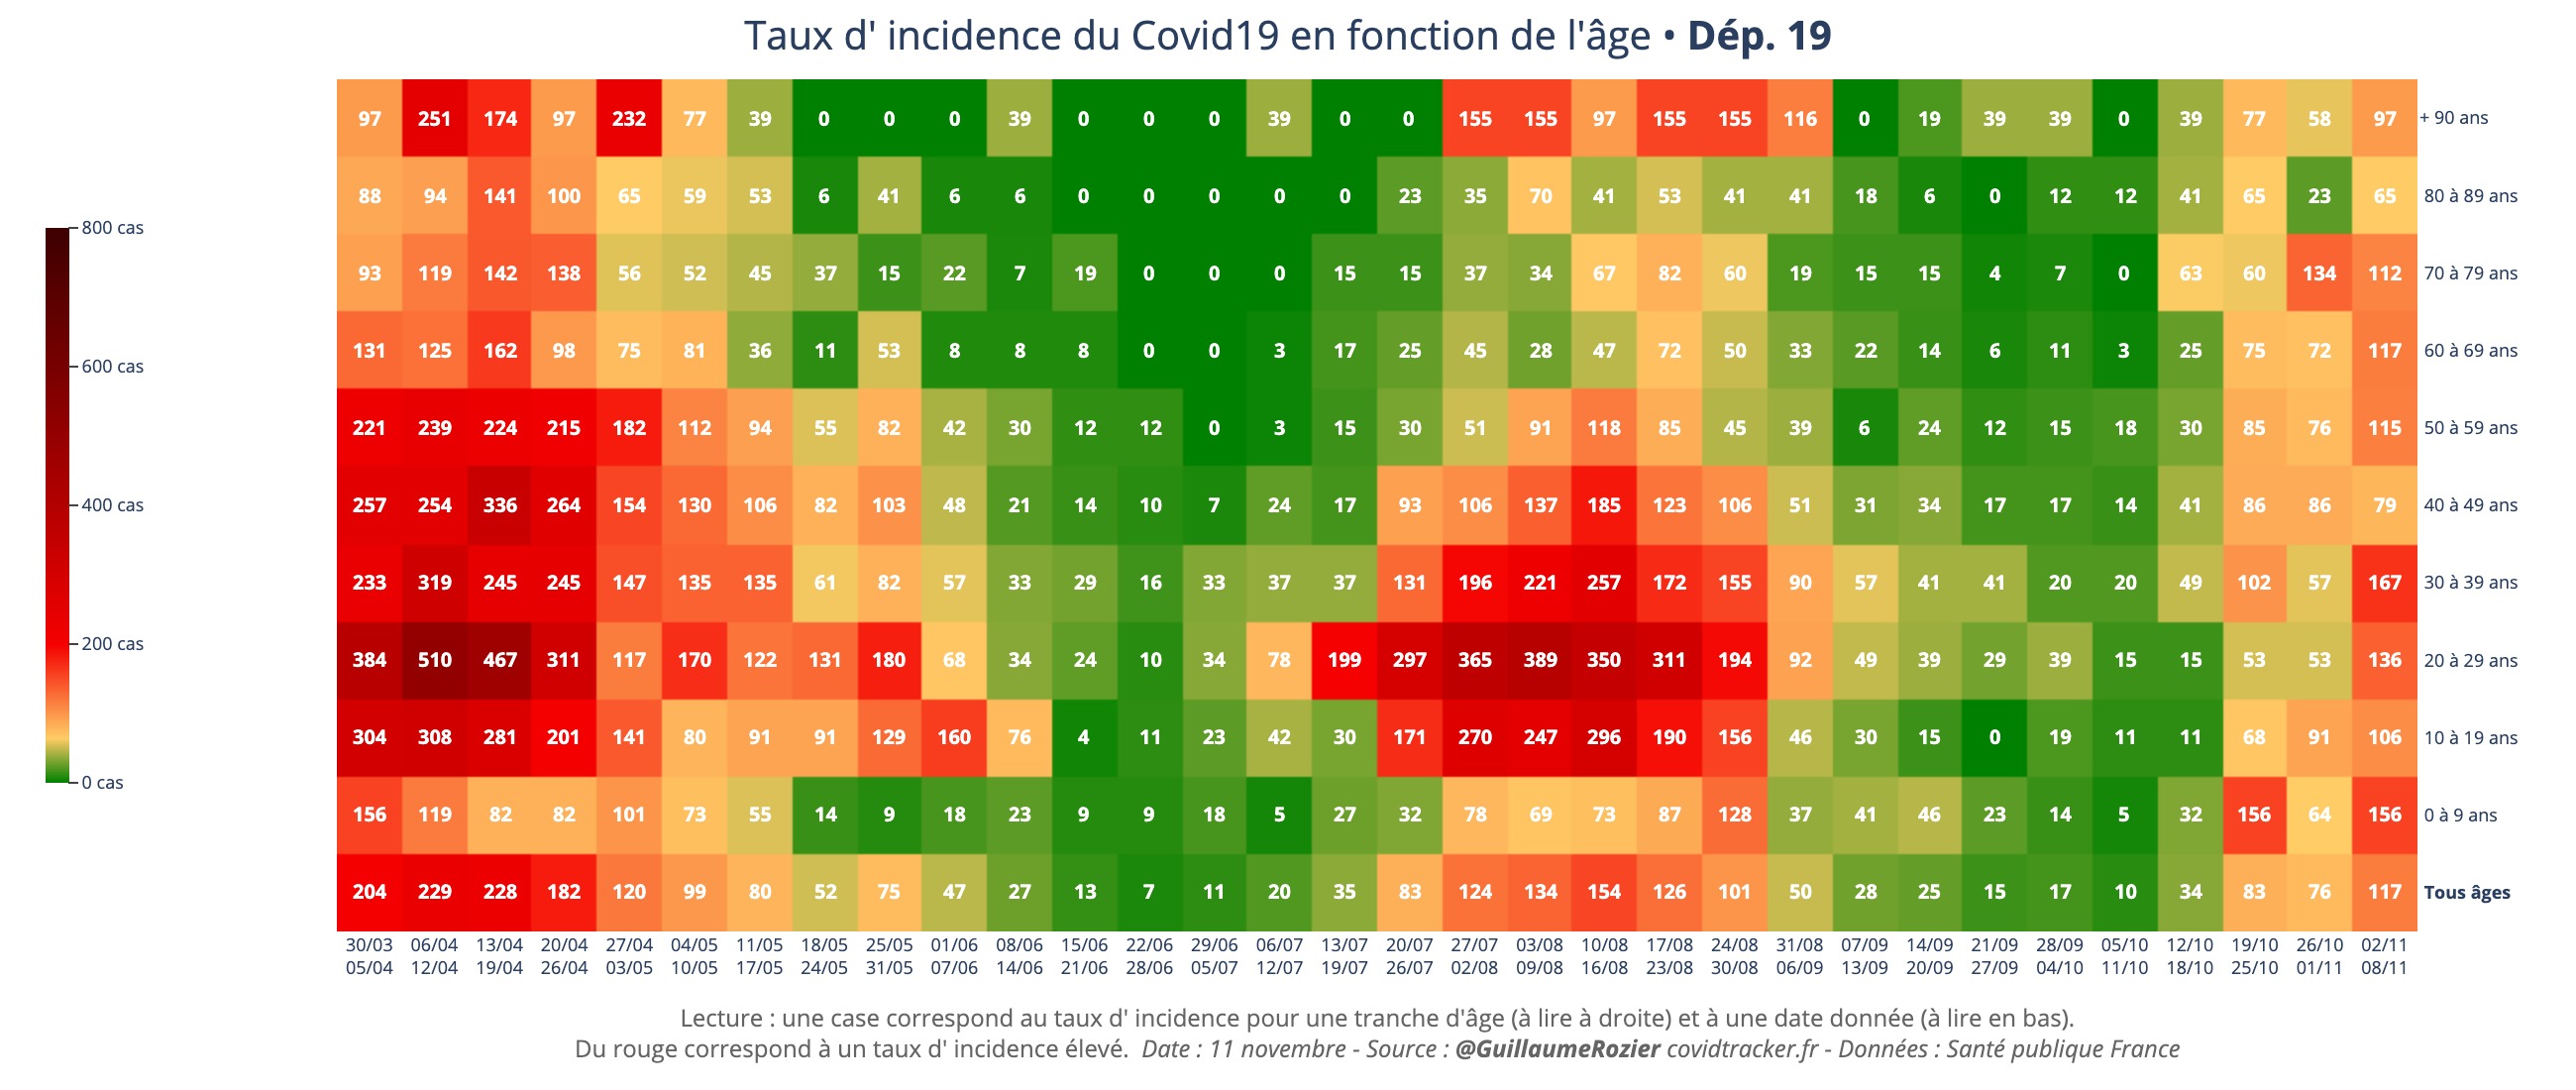 Taux d' incidence du Covid19 en fonction de l'âge • Dép. 19
97 251 174 97 232 77 39 0 0 0 39 0 0 0 39 0 0 155 155 97 155 155 116 0 19 39 39 0 39 77 58 97 + 90 ans
88 94 141 100 65 59 53 6 41 6 6 0 0 0 0 0 23 35 70 41 53 41 41 18 6 0 12 12 41 65 23 65 80 à 89 ans
800 cas
93 119 142 138 56 52 45 37 15 22 7 19 0 0 0 15 15 37 34 67 82 60 19 15 15 4 7 0 63 60 134 112 70 à 79 ans
131 125 162 98 75 81 36 11 53 8 8 8 0 0 3 17 25 45 28 47 72 50 33 22 14 6 11 3 25 75 72 117 60 à 69 ans
600 cas
221 239 224 215 182 112 94 55 82 42 30 12 12 0 3 15 30 51 91 118 85 45 39 6 24 12 15 18 30 85 76 115 50 à 59 ans
400 cas
257 254 336 264 154 130 106 82 103 48 21 14 10 7 24 17 93 106 137 185 123 106 51 31 34 17 17 14 41 86 86 79 40 à 49 ans
233 319 245 245 147 135 135 61 82 57 33 29 16 33 37 37 131 196 221 257 172 155 90 57 41 41 20 20 49 102 57 167 30 à 39 ans
200 cas
384 510 467 311 117 170 122 131 180 68 34 24 10 34 78 199 297 365 389 350 311 194 92 49 39 29 39 15 15 53 53 136 20 à 29 ans
304 308 281 201 141 80 91 91 129 160 76 4 11 23 42 30 171 270 247 296 190 156 46 30 15 0 19 11 11 68 91 106 10 à 19 ans
0 cas
156 119 82 82 101 73 55 14 9 18 23 9 9 18 5 27 32 78 69 73 87 128 37 41 46 23 14 5 32 156 64 156 0 à 9 ans
204 229 228 182 120 99 80 52 75 47 27 13 7 11 20 35 83 124 134 154 126 101 50 28 25 15 17 10 34 83 76 117 Tous âges
30/03 06/04 13/04 20/04 27/04 04/05 11/05 18/05 25/05 01/06 08/06 15/06 22/06 29/06 06/07 13/07 20/07 27/07 03/08 10/08 17/08 24/08 31/08 07/09 14/09 21/09 28/09 05/10 12/10 19/10 26/10 02/11
05/04 12/04 19/04 26/04 03/05 10/05 17/05 24/05 31/05 07/06 14/06 21/06 28/06 05/07 12/07 19/07 26/07 02/08 09/08 16/08 23/08 30/08 06/09 13/09 20/09 27/09 04/10 11/10 18/10 25/10 01/11 08/11
Lecture : une case correspond au taux d' incidence pour une tranche d'âge (à lire à droite) et à une date donnée (à lire en bas).
Du rouge correspond à un taux d' incidence élevé. Date : 11 novembre - Source : @GuillaumeRozier covidtracker.fr - Données : Santé publique France